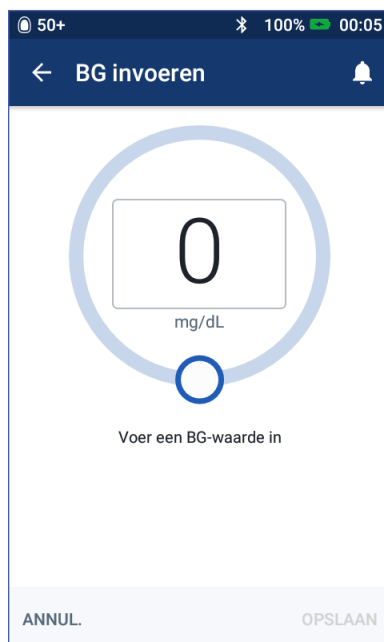 50+ 100% 00:05
BG invoeren
0
mg/dL
Voer een BG-waarde in
ANNUL. OPSLAAN